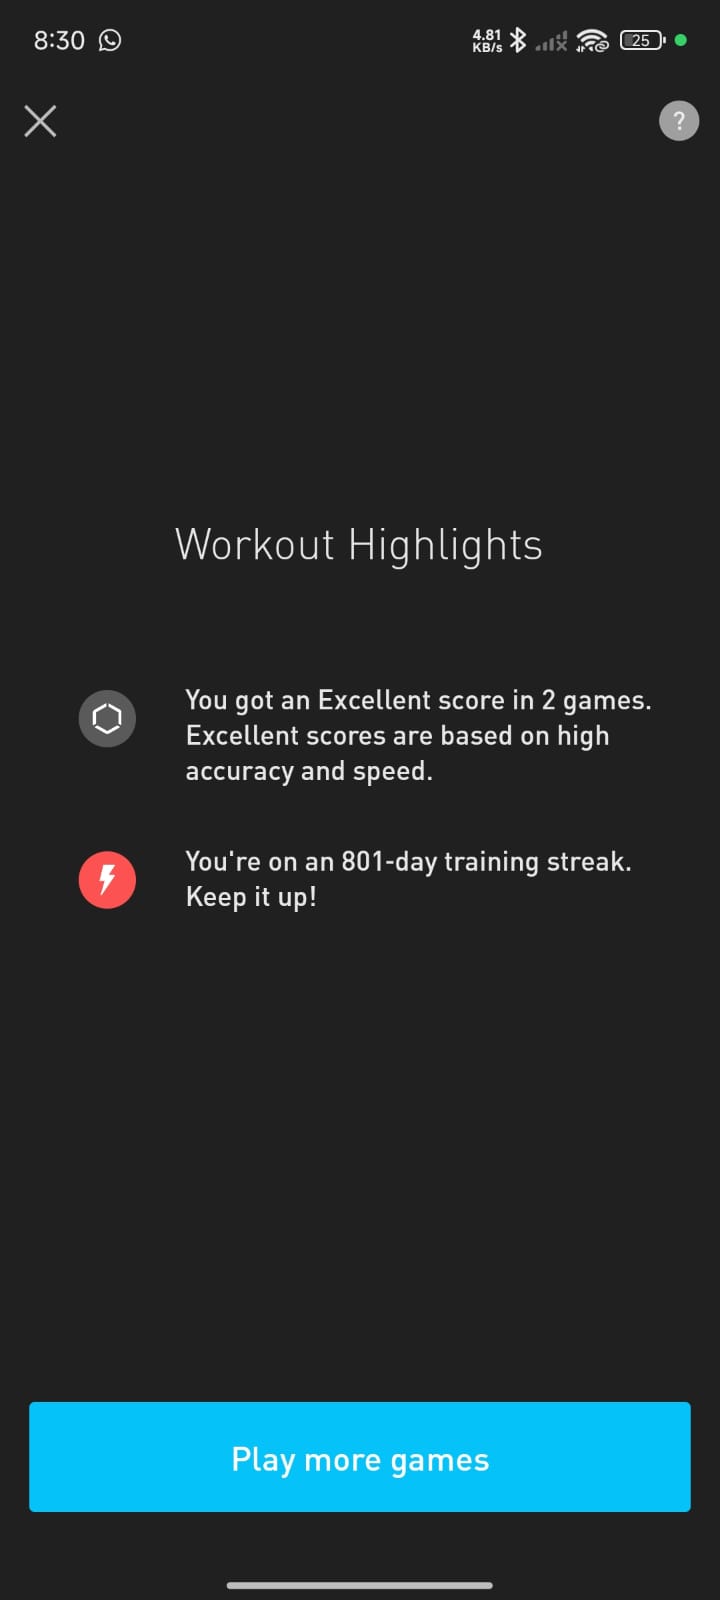 8:30
4.81
KB/s
25
?
Workout Highlights
You got an Excellent score in 2 games.
Excellent scores are based on high
accuracy and speed.
You're on an 801-day training streak.
Keep it up!
Play more games